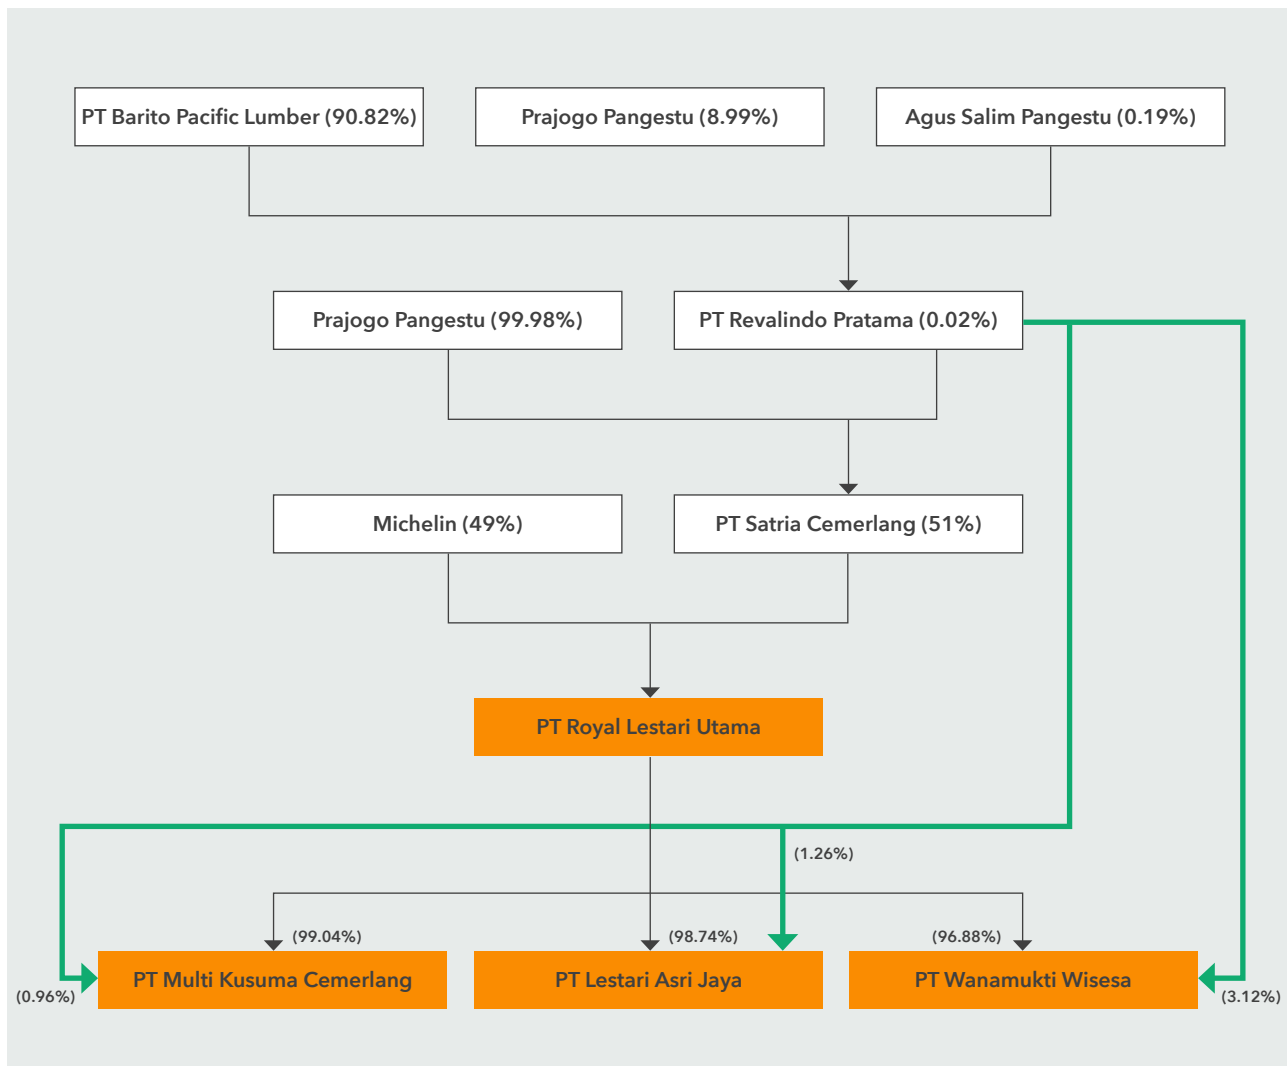 PT Barito Pacific Lumber (90.82%)
Prajogo Pangestu (8.99%)
Agus Salim Pangestu (0.19%)
Prajogo Pangestu (99.98%)
PT Revalindo Pratama (0.02%)
Michelin (49%)
PT Satria Cemerlang (51%)
PT Royal Lestari Utama
(1.26%)
(99.04%)
(98.74%)
(96.88%)
PT Multi Kusuma Cemerlang
PT Lestari Asri Jaya
PT Wanamukti Wisesa
(0.96%)
(3.12%)